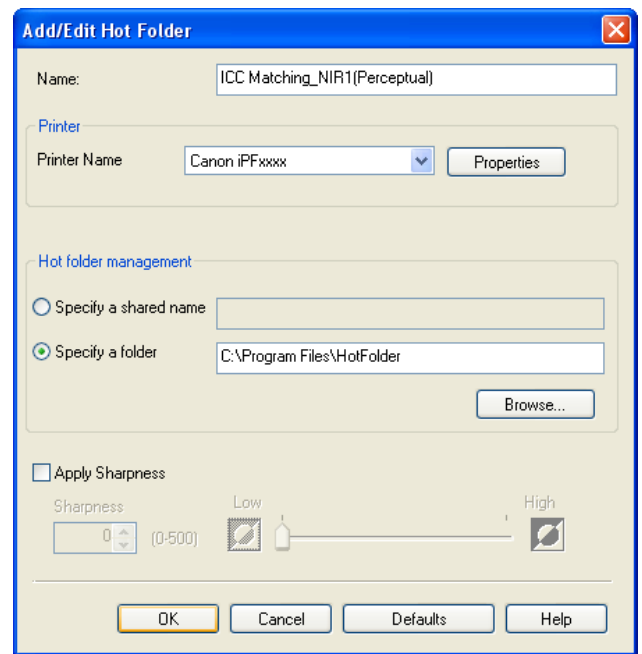 Add/Edit Hot Folder
Name: ICC Matching_NIR1(Perceptual)
Printer
Printer Name Canon iPFxxxx Properties
Hot folder management
Specify a shared name
Specify a folder C:\Program Files\HotFolder
Browse...
Apply Sharpness
Sharpness Low High
0 (0-500)
OK Cancel Defaults Help